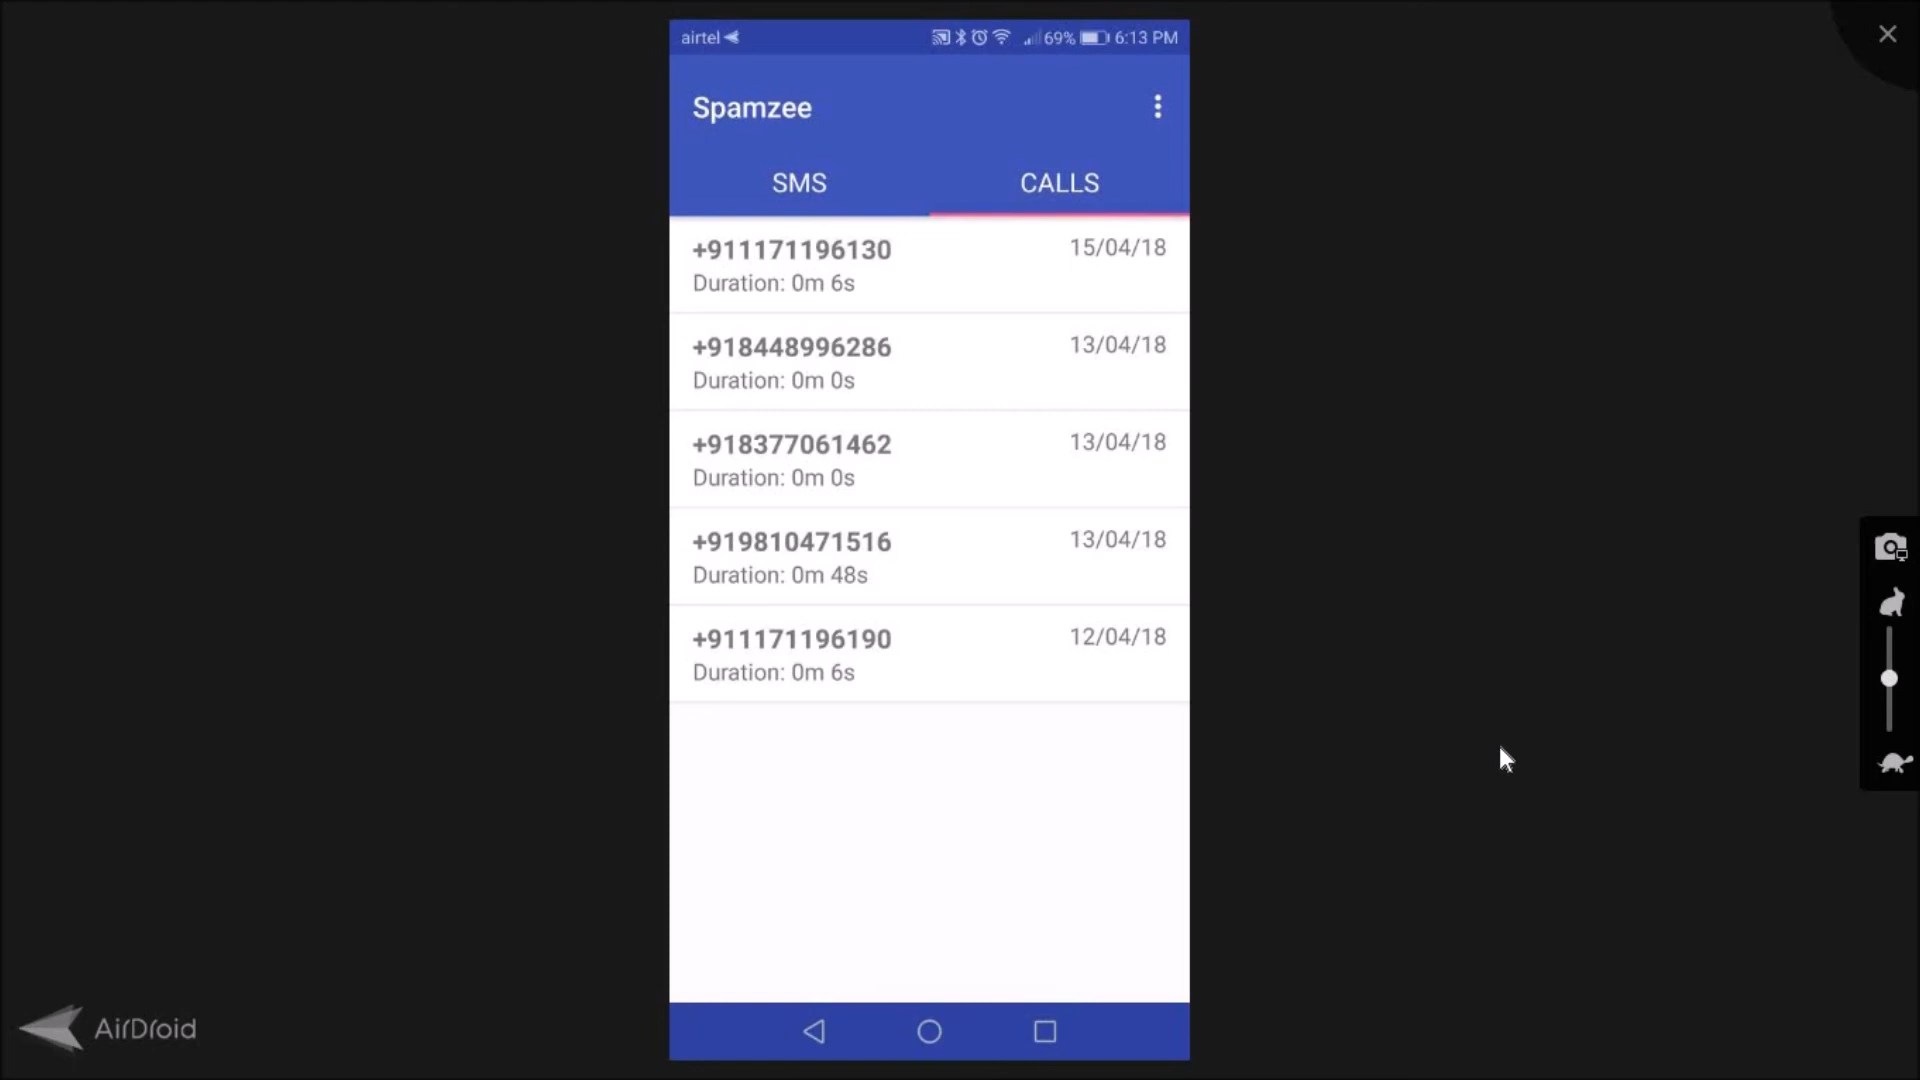 airtel 69% 6:13 PM
Spamzee
SMS CALLS
+911171196130 15/04/18
Duration: 0m 6s
+918448996286 13/04/18
Duration: 0m 0s
+918377061462 13/04/18
Duration: 0m 0s
+919810471516 13/04/18
Duration: 0m 48s
+911171196190 12/04/18
Duration: 0m 6s
AirDroid